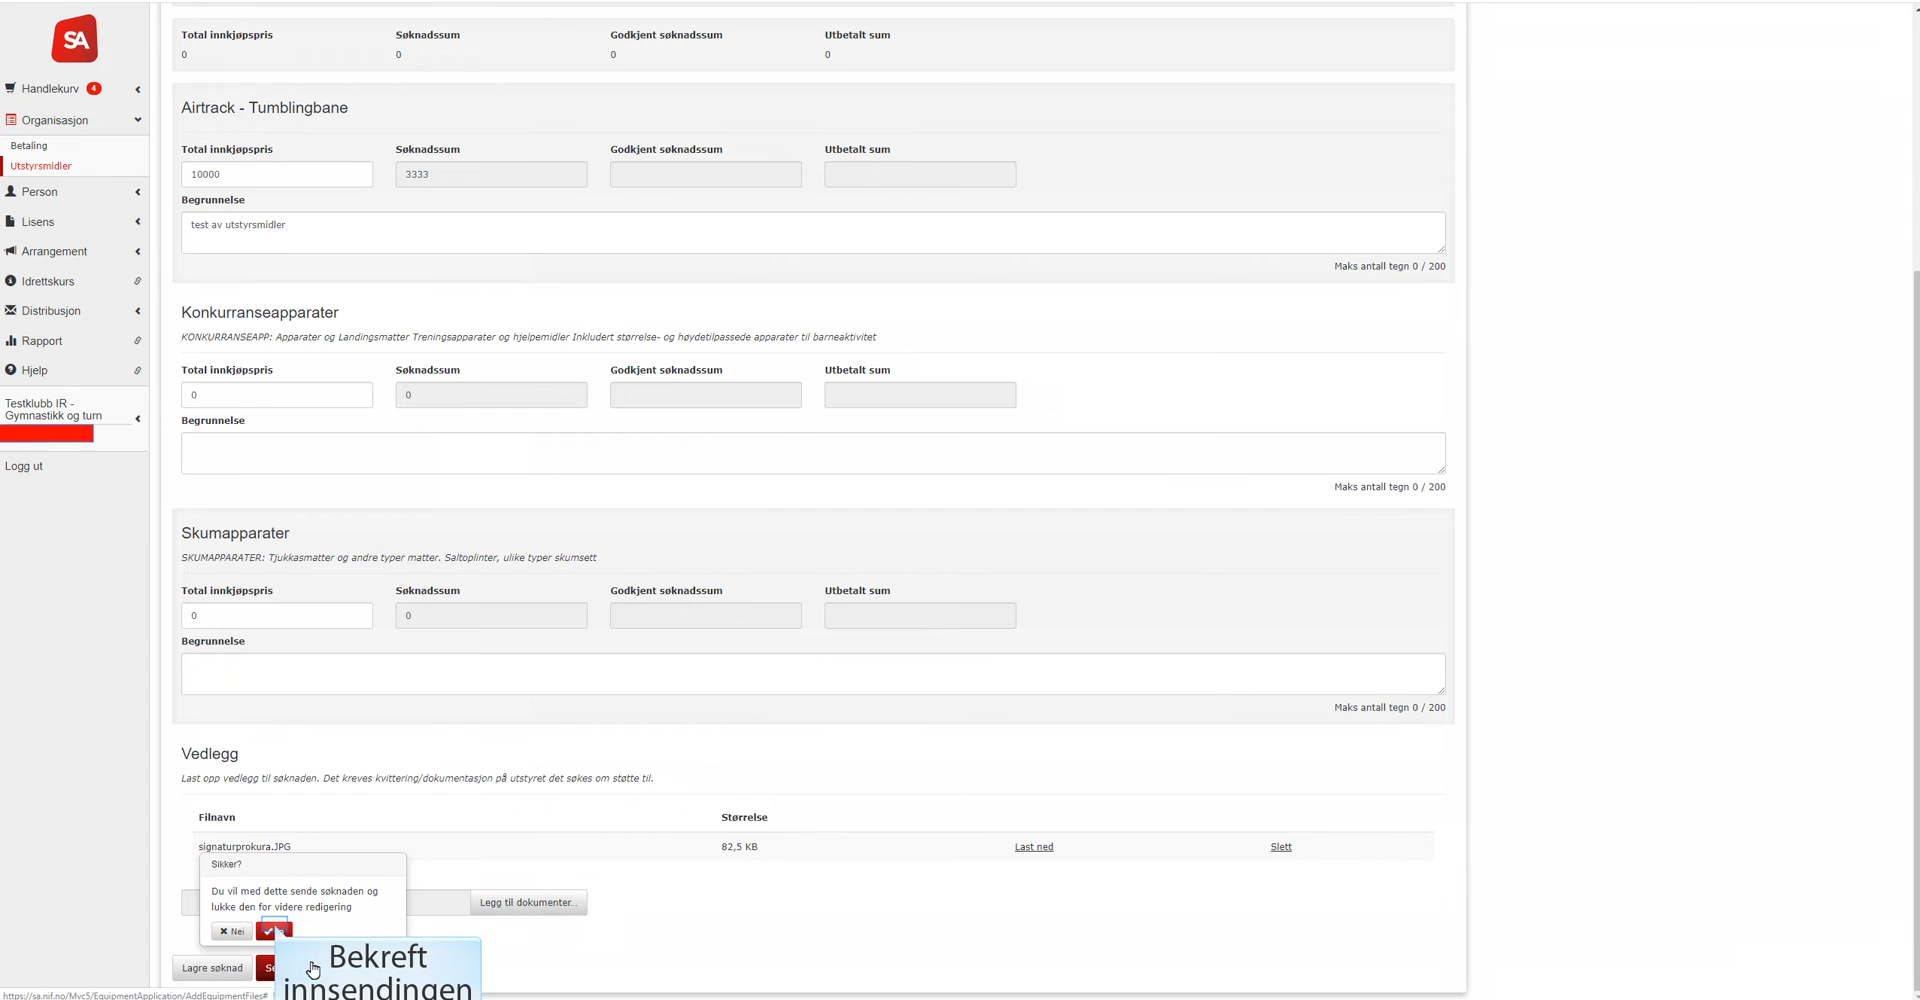 SA
Handlekurv 4
Organisasjon
Betaling
Utstyrsmidler
Person
Lisens
Arrangement
Idrettskurs
Distribusjon
Rapport
Hjelp
Testklubb IR -
Gymnastikk og turn
Logg ut
Total innkjøpspris Søknadssum Godkjent søknadssum Utbetalt sum
0 0 0 0
Airtrack - Tumblingbane
Total innkjøpspris Søknadssum Godkjent søknadssum Utbetalt sum
10000 3333
Begrunnelse
test av utstyrsmidler
Maks antall tegn 0 / 200
Konkurranseapparater
KONKURRANSEAPP: Apparater og Landingsmatter Treningsapparater og hjelpemidler Inkludert størrelse- og høydetilpassede apparater til barneaktivitet
Total innkjøpspris Søknadssum Godkjent søknadssum Utbetalt sum
0 0
Begrunnelse
Maks antall tegn 0 / 200
Skumapparater
SKUMAPPARATER: Tjukkasmatter og andre typer matter. Saltoplinter, ulike typer skumsett
Total innkjøpspris Søknadssum Godkjent søknadssum Utbetalt sum
0 0
Begrunnelse
Maks antall tegn 0 / 200
Vedlegg
Last opp vedlegg til søknaden. Det kreves kvittering/dokumentasjon på utstyret det søkes om støtte til.
Filnavn Størrelse
signaturprokura.JPG 82,5 KB Last ned Slett
Sikker?
Du vil med dette sende søknaden og
lukke den for videre redigering
Nei
Legg til dokumenter...
Lagre søknad
Bekreft
innsendingen
https://sa.nif.no/Mvc5/EquipmentApplication/AddEquipmentFiles#